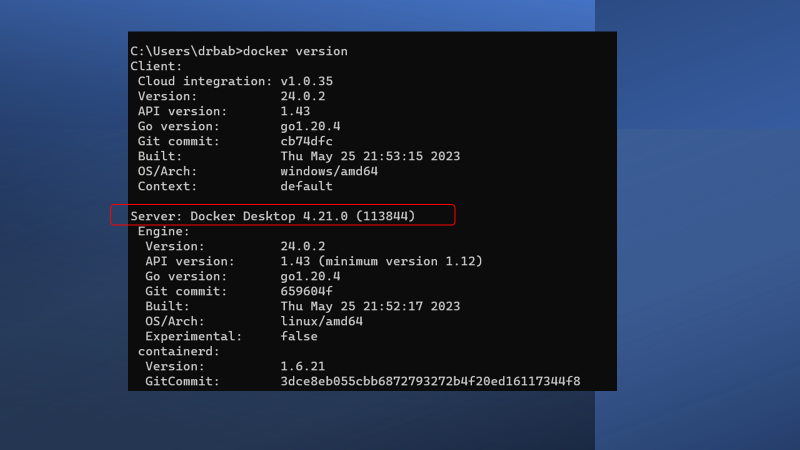 C:\Users\drbab>docker version
Client:
Cloud integration: v1.0.35
Version: 24.0.2
API version: 1.43
Go version: go1.20.4
Git commit: cb74dfc
Built: Thu May 25 21:53:15 2023
OS/Arch: windows/amd64
Context: default
Server: Docker Desktop 4.21.0 (113844)
Engine:
Version: 24.0.2
API version: 1.43 (minimum version 1.12)
Go version: go1.20.4
Git commit: 659604f
Built: Thu May 25 21:52:17 2023
OS/Arch: linux/amd64
Experimental: false
containerd:
Version: 1.6.21
GitCommit: 3dce8eb055cbb6872793272b4f20ed16117344f8